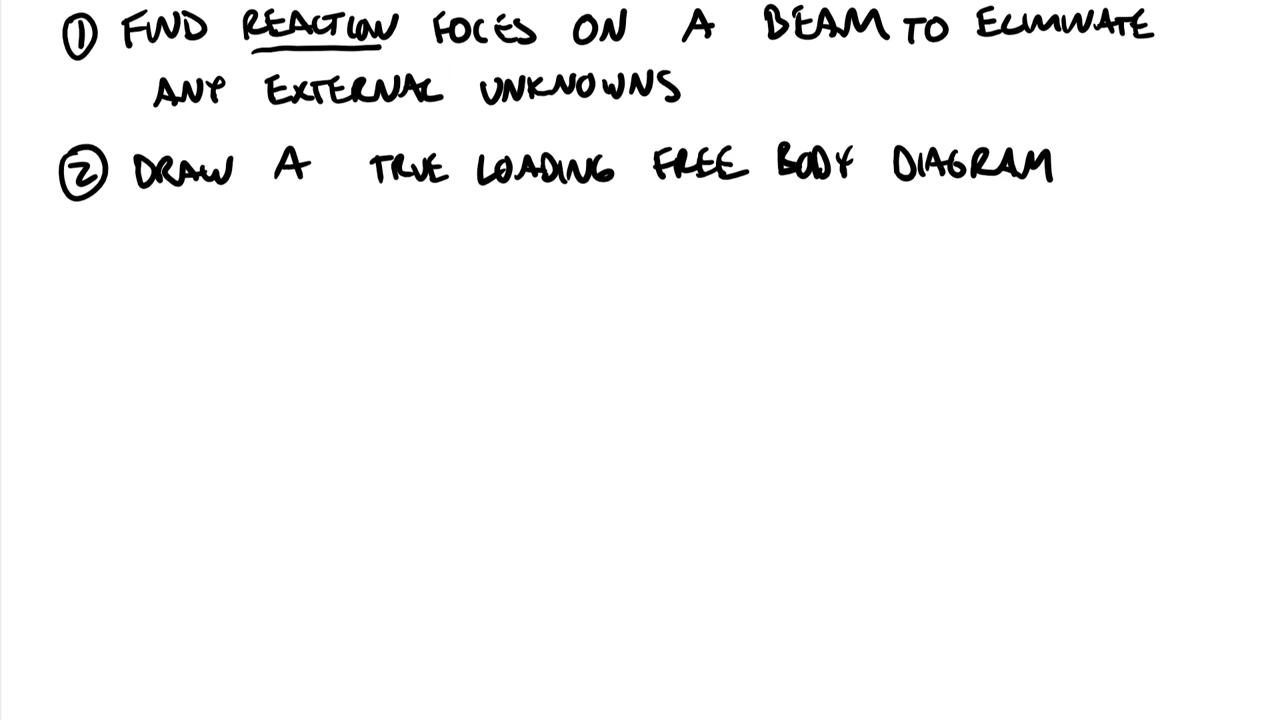 ① FIND REACTION FOCES ON A BEAM TO ELIMINATE
ANY EXTERNAL UNKNOWNS
② DRAW A TRUE LOADING FREE BODY DIAGRAM